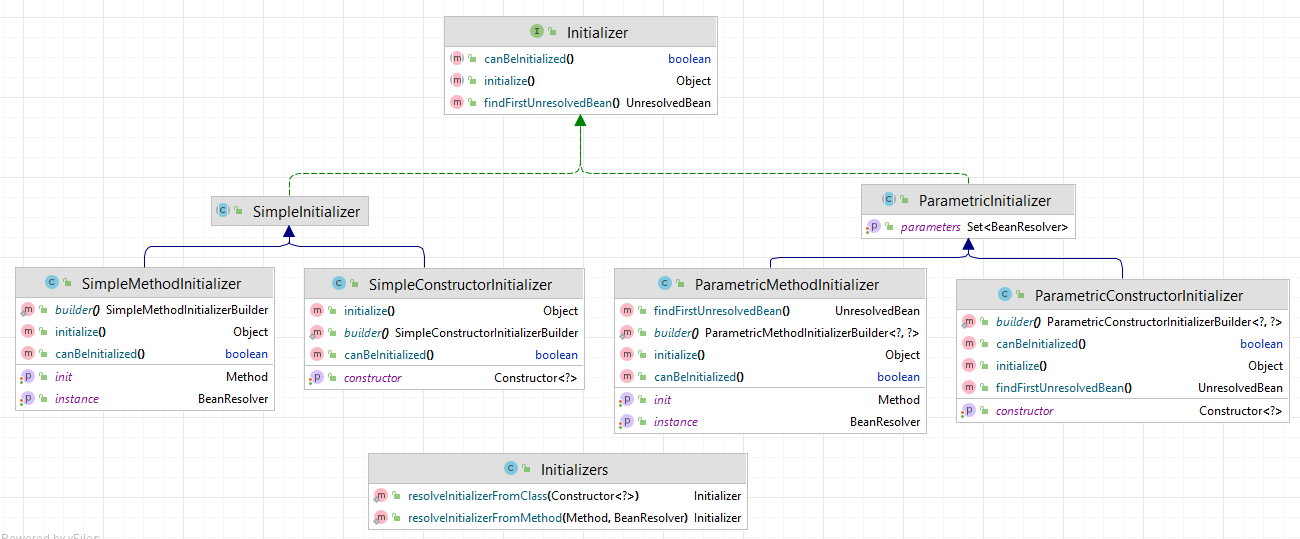 I Initializer
m canBeInitialized() boolean
m initialize() Object
m findFirstUnresolvedBean() UnresolvedBean
C SimpleInitializer
C ParametricInitializer
p parameters Set<BeanResolver>
C SimpleMethodInitializer
m builder() SimpleMethodInitializerBuilder
m initialize() Object
m canBeInitialized() boolean
p init Method
p instance BeanResolver
C SimpleConstructorInitializer
m initialize() Object
m builder() SimpleConstructorInitializerBuilder
m canBeInitialized() boolean
p constructor Constructor<?>
C ParametricMethodInitializer
m findFirstUnresolvedBean() UnresolvedBean
m builder() ParametricMethodInitializerBuilder<?, ?>
m initialize() Object
m canBeInitialized() boolean
p init Method
p instance BeanResolver
C ParametricConstructorInitializer
m builder() ParametricConstructorInitializerBuilder<?, ?>
m canBeInitialized() boolean
m initialize() Object
m findFirstUnresolvedBean() UnresolvedBean
p constructor Constructor<?>
C Initializers
m resolveInitializerFromClass(Constructor<?>) Initializer
m resolveInitializerFromMethod(Method, BeanResolver) Initializer
Powered by yFiles